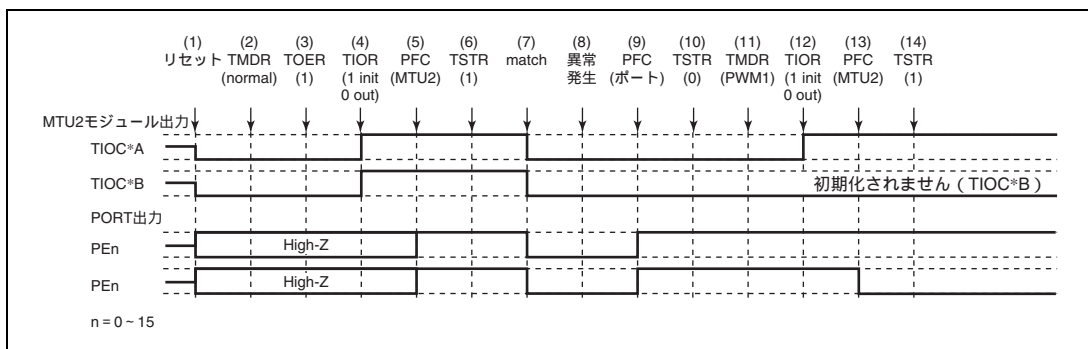 (1) (2) (3) (4) (5) (6) (7) (8) (9) (10) (11) (12) (13) (14)
リセット TMDR TOER TIOR PFC TSTR match 異常 PFC TSTR TMDR TIOR PFC TSTR
(normal) (1) (1 init (MTU2) (1) 発生 (ポート) (0) (PWM1) (1 init (MTU2) (1)
0 out) 0 out)
MTU2モジュール出力
TIOC*A
TIOC*B
初期化されません(TIOC*B)
PORT出力
PEn
High-Z
PEn
High-Z
n = 0 ~ 15